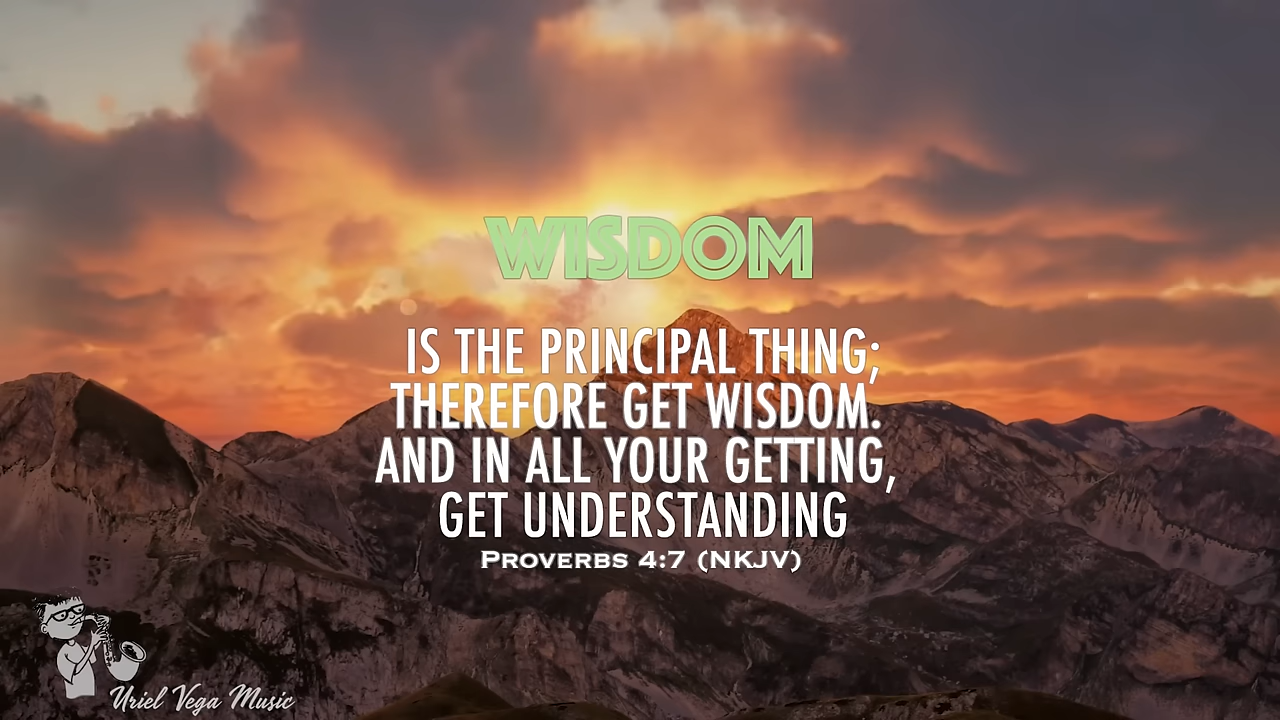 WISDOM
IS THE PRINCIPAL THING;
THEREFORE GET WISDOM.
AND IN ALL YOUR GETTING,
GET UNDERSTANDING
PROVERBS 4:7 (NKJV)
Uriel Vega Music